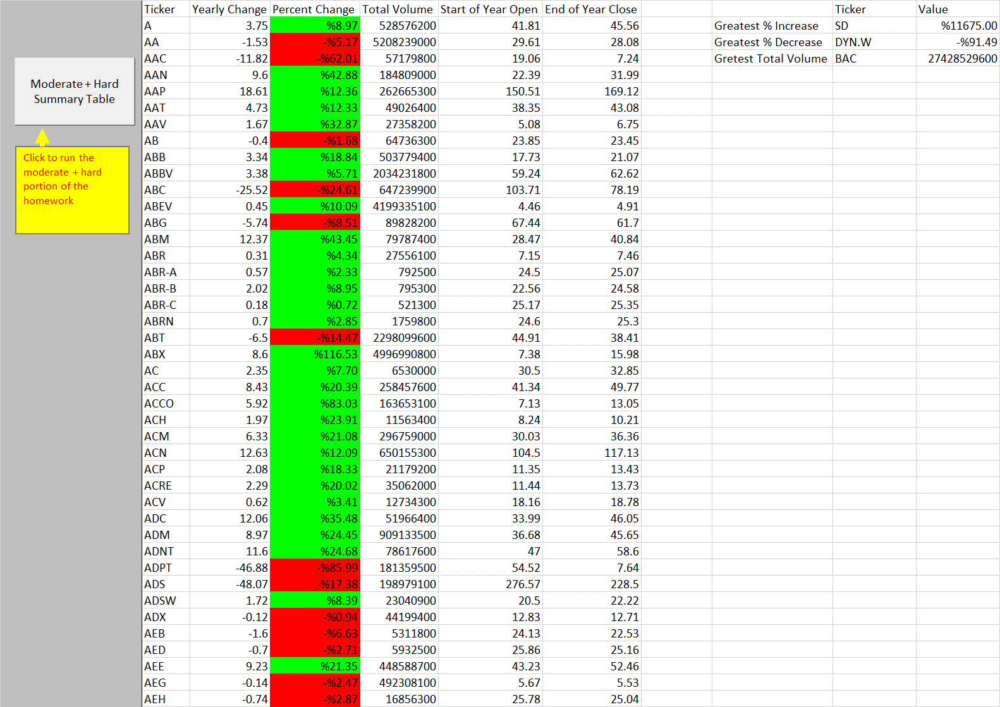 Ticker Yearly Change Percent Change Total Volume Start of Year Open End of Year Close Ticker Value
A 3.75 %8.97 528576200 41.81 45.56 Greatest % Increase SD %11675.00
AA -1.53 -%5.17 5208239000 29.61 28.08 Greatest % Decrease DYN.W -%91.49
AAC -11.82 -%62.01 57179800 19.06 7.24 Gretest Total Volume BAC 27428529600
AAN 9.6 %42.88 184809000 22.39 31.99
AAP 18.61 %12.36 262665300 150.51 169.12
AAT 4.73 %12.33 49026400 38.35 43.08
AAV 1.67 %32.87 27358200 5.08 6.75
AB -0.4 -%1.68 64736300 23.85 23.45
ABB 3.34 %18.84 503779400 17.73 21.07
ABBV 3.38 %5.71 2034231800 59.24 62.62
ABC -25.52 -%24.61 647239900 103.71 78.19
ABEV 0.45 %10.09 4199335100 4.46 4.91
ABG -5.74 -%8.51 89828200 67.44 61.7
ABM 12.37 %43.45 79787400 28.47 40.84
ABR 0.31 %4.34 27556100 7.15 7.46
ABR-A 0.57 %2.33 792500 24.5 25.07
ABR-B 2.02 %8.95 795300 22.56 24.58
ABR-C 0.18 %0.72 521300 25.17 25.35
ABRN 0.7 %2.85 1759800 24.6 25.3
ABT -6.5 -%14.47 2298099600 44.91 38.41
ABX 8.6 %116.53 4996990800 7.38 15.98
AC 2.35 %7.70 6530000 30.5 32.85
ACC 8.43 %20.39 258457600 41.34 49.77
ACCO 5.92 %83.03 163653100 7.13 13.05
ACH 1.97 %23.91 11563400 8.24 10.21
ACM 6.33 %21.08 296759000 30.03 36.36
ACN 12.63 %12.09 650155300 104.5 117.13
ACP 2.08 %18.33 21179200 11.35 13.43
ACRE 2.29 %20.02 35062000 11.44 13.73
ACV 0.62 %3.41 12734300 18.16 18.78
ADC 12.06 %35.48 51966400 33.99 46.05
ADM 8.97 %24.45 909133500 36.68 45.65
ADNT 11.6 %24.68 78617600 47 58.6
ADPT -46.88 -%85.99 181359500 54.52 7.64
ADS -48.07 -%17.38 198979100 276.57 228.5
ADSW 1.72 %8.39 23040900 20.5 22.22
ADX -0.12 -%0.94 44199400 12.83 12.71
AEB -1.6 -%6.63 5311800 24.13 22.53
AED -0.7 -%2.71 5932500 25.86 25.16
AEE 9.23 %21.35 448588700 43.23 52.46
AEG -0.14 -%2.47 492308100 5.67 5.53
AEH -0.74 -%2.87 16856300 25.78 25.04
Moderate + Hard
Summary Table
Click to run the
moderate + hard
portion of the
homework